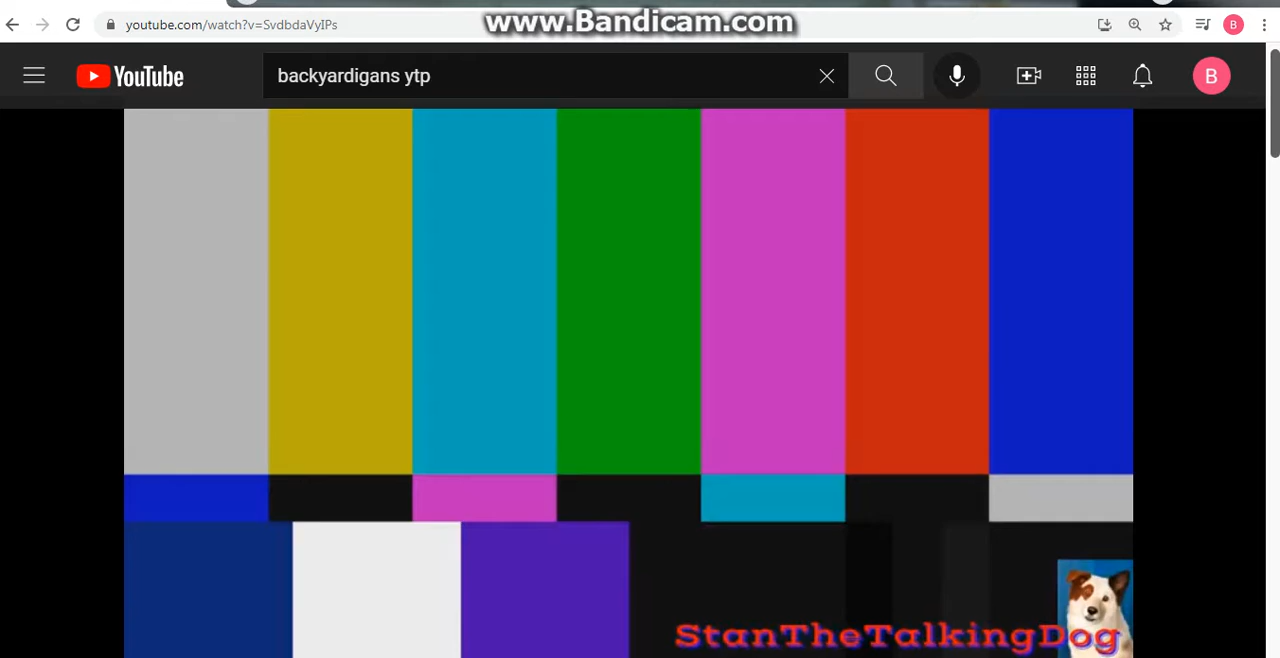 www.Bandicam.com
youtube.com/watch?v=SvdbdaVyIPs
B
YouTube
backyardigans ytp
B
StanTheTalkingDog